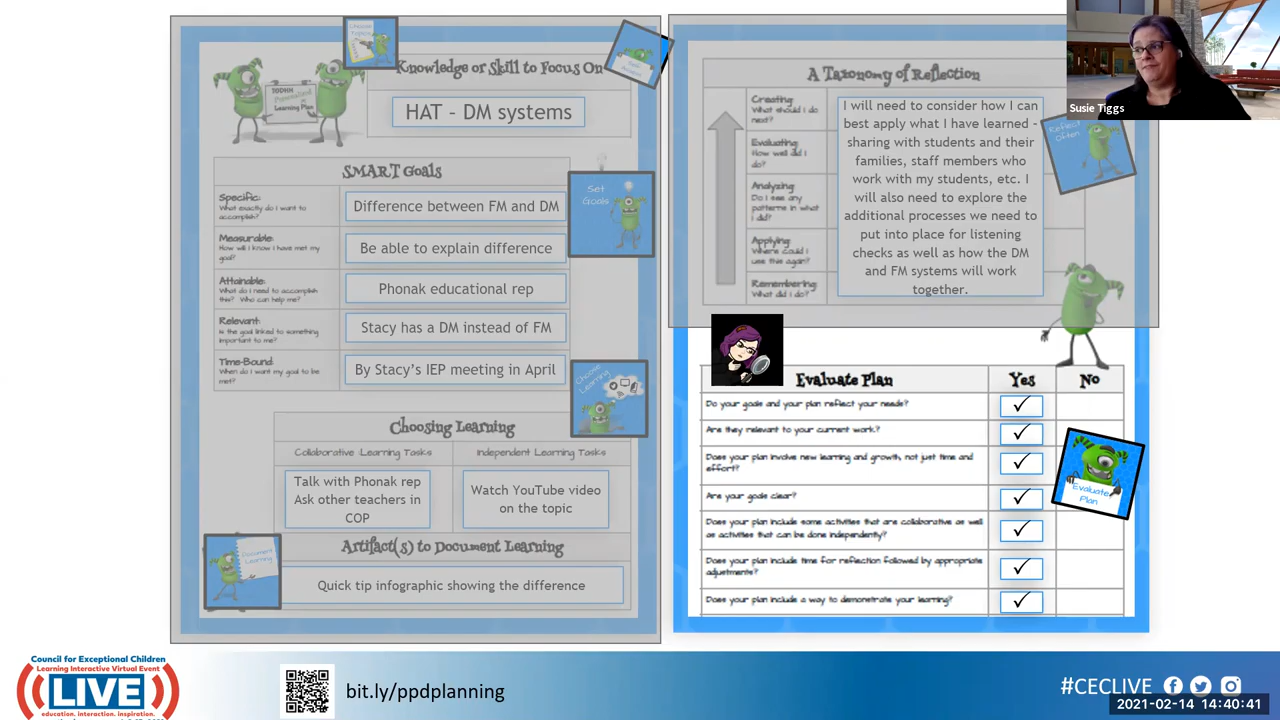 Choose
Topics
Self
Assess
Knowledge or Skill to Focus On
TODHH
Personalized
Learning Plan
HAT - DM systems
SMART Goals
Specific:
What exactly do I want to
accomplish?
Difference between FM and DM
Measurable:
How will I know I have met my
goal?
Be able to explain difference
Attainable:
What do I need to accomplish
this? Who can help me?
Phonak educational rep
Relevant:
Is the goal linked to something
important to me?
Stacy has a DM instead of FM
Time-Bound:
When do I want my goal to be
met?
By Stacy's IEP meeting in April
Set
Goals
Choose
Learning
Choosing Learning
Collaborative Learning Tasks
Independent Learning Tasks
Talk with Phonak rep
Ask other teacher in
COP
Watch YouTube video
on the topic
Document
Learning
Artifact(s) to Document Learning
Quick tip infographic showing the difference
A Taxonomy of Reflection
Creating:
What should I do
next?
Evaluating:
How well did I
do?
Analyzing:
Do I see any
patterns in what
I did?
Applying:
Where could I
use this again?
Remembering:
What did I do?
I will need to consider how I can
best apply what I have learned -
sharing with students and their
families, staff members who
work with my students, etc. I
will also need to explore the
additional processes we need to
put into place for listening
checks as well as how the DM
and FM systems will work
together.
Reflect
Often
Susie Tiggs
Evaluate Plan Yes No
Do your goals and your plan reflect your needs? ✓
Are they relevant to your current work? ✓
Does your plan involve new learning and growth, not just time and
effort? ✓
Are your goals clear? ✓
Does your plan include some activities that are collaborative as well
as activities that can be done independently? ✓
Does your plan include time for reflection followed by appropriate
adjustments? ✓
Does your plan include a way to demonstrate your learning? ✓
Evaluate
Plan
Council for Exceptional Children
Learning Interactive Virtual Event
LIVE
education. interaction. inspiration.
bit.ly/ppdplanning
#CECLIVE
2021-02-14 14:40:41